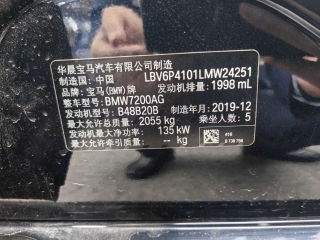 华晨宝马汽车有限公司制造
制造国: 中国 LBV6P4101LMW24251
品牌: 宝马(BMW)牌 发动机排量: 1998 mL
整车型号: BMW7200AG
发动机型号: B48B20B 制造年月: 2019-12
最大允许总质量: 2055 kg 乘坐人数: 5
发动机最大净功率: 135 kW
最大允许牵引质量: -- kg